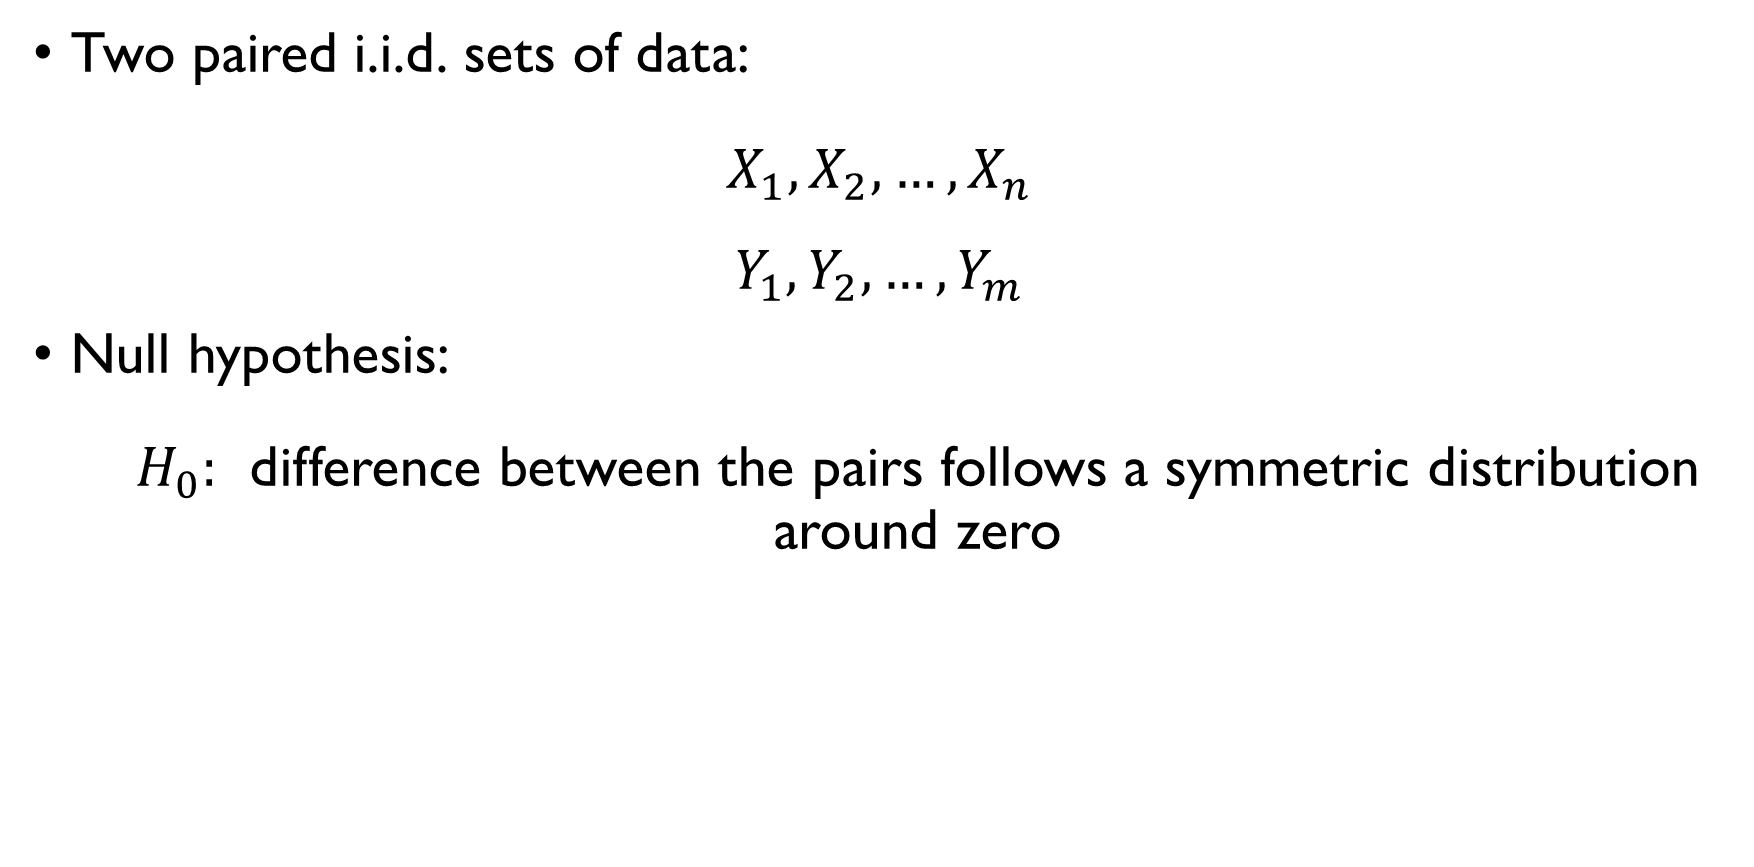 • Two paired i.i.d. sets of data:
X₁, X₂, … , Xₙ
Y₁, Y₂, … , Yₘ
• Null hypothesis:
H₀: difference between the pairs follows a symmetric distribution
around zero